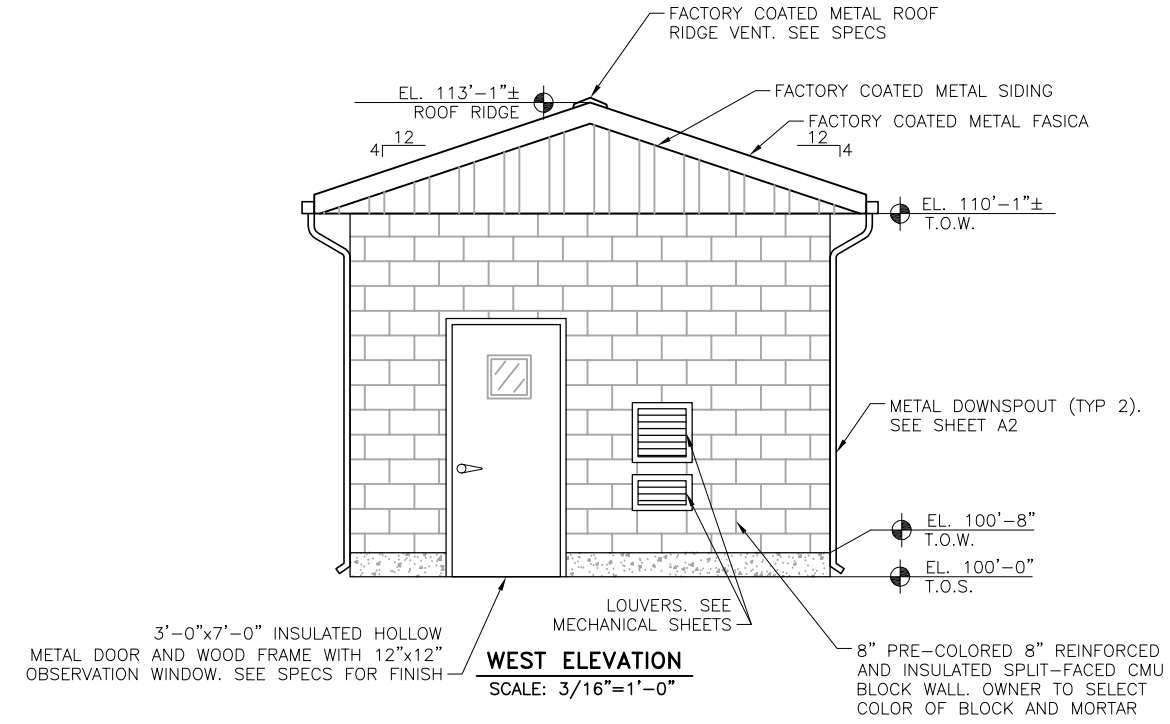 FACTORY COATED METAL ROOF
RIDGE VENT. SEE SPECS
EL. 113'-1"±
ROOF RIDGE
FACTORY COATED METAL SIDING
FACTORY COATED METAL FASICA
12
4
12
4
EL. 110'-1"±
T.O.W.
METAL DOWNSPOUT (TYP 2).
SEE SHEET A2
EL. 100'-8"
T.O.W.
EL. 100'-0"
T.O.S.
LOUVERS. SEE
MECHANICAL SHEETS
3'-0"x7'-0" INSULATED HOLLOW
METAL DOOR AND WOOD FRAME WITH 12"x12"
OBSERVATION WINDOW. SEE SPECS FOR FINISH
WEST ELEVATION
SCALE: 3/16"=1'-0"
8" PRE-COLORED 8" REINFORCED
AND INSULATED SPLIT-FACED CMU
BLOCK WALL. OWNER TO SELECT
COLOR OF BLOCK AND MORTAR